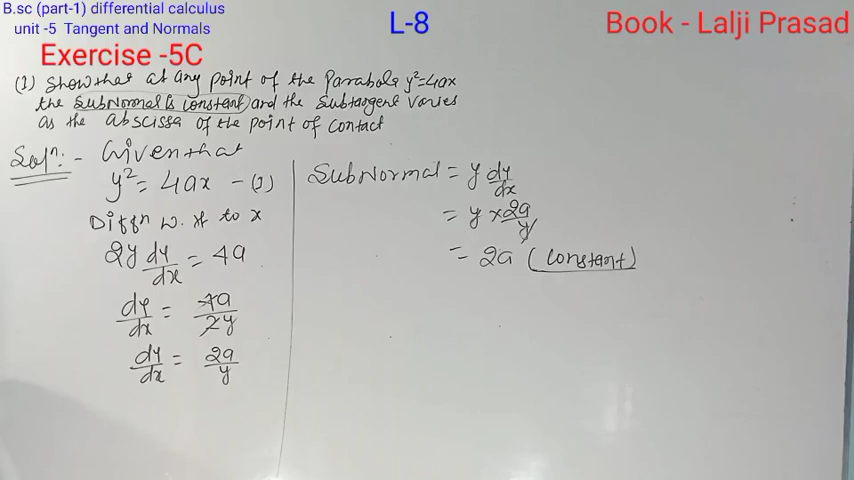 B.sc (part-1) differential calculus
unit -5 Tangent and Normals
L-8
Book - Lalji Prasad
Exercise -5C
(1) Show that at any point of the Parabola y²=4ax
the SubNormal is constant and the Subtangent varies
as the abscissa of the point of contact
Solⁿ:- Given that
y² = 4ax - (1)
Diffn w.r to x
2y dy/dx = 4a
dy/dx = 4a/2y
dy/dx = 2a/y
SubNormal = y dy/dx
= y × 2a/y
= 2a (constant)